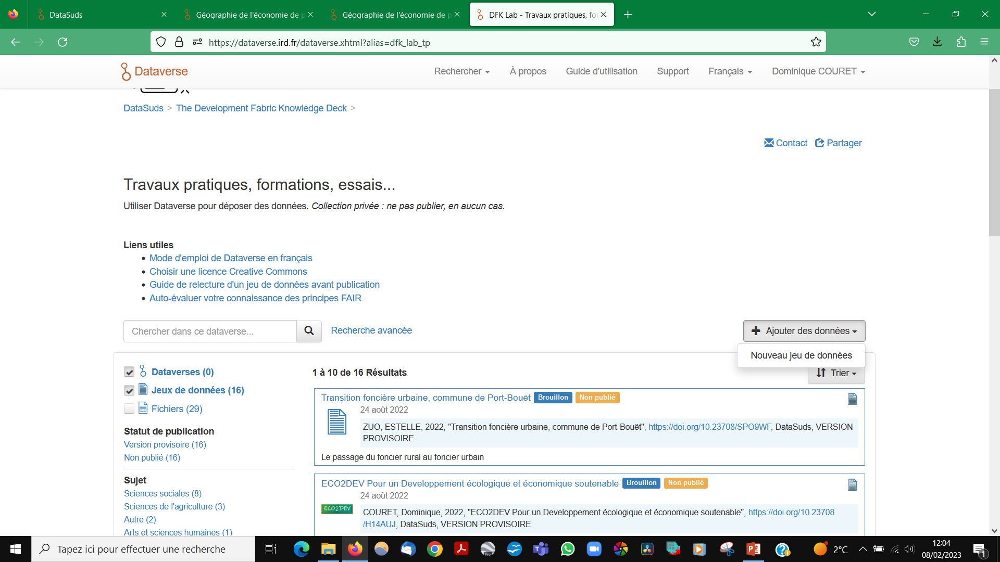 DataSuds
Géographie de l'économie de p
Géographie de l'économie de p
DFK Lab - Travaux pratiques, fo
https://dataverse.ird.fr/dataverse.xhtml?alias=dfk_lab_tp
Dataverse
Rechercher
À propos
Guide d'utilisation
Support
Français
Dominique COURET
DataSuds > The Development Fabric Knowledge Deck >
Contact
Partager
Travaux pratiques, formations, essais...
Utiliser Dataverse pour déposer des données. Collection privée : ne pas publier, en aucun cas.
Liens utiles
• Mode d'emploi de Dataverse en français
• Choisir une licence Creative Commons
• Guide de relecture d'un jeu de données avant publication
• Auto-évaluer votre connaissance des principes FAIR
Chercher dans ce dataverse...
Recherche avancée
Ajouter des données
Nouveau jeu de données
Trier
Dataverses (0)
Jeux de données (16)
Fichiers (29)
Statut de publication
Version provisoire (16)
Non publié (16)
Sujet
Sciences sociales (8)
Sciences de l'agriculture (3)
Autre (2)
Arts et sciences humaines (1)
1 à 10 de 16 Résultats
Transition foncière urbaine, commune de Port-Bouët Brouillon Non publié
24 août 2022
ZUO, ESTELLE, 2022, "Transition foncière urbaine, commune de Port-Bouët", https://doi.org/10.23708/SPO9WF, DataSuds, VERSION
PROVISOIRE
Le passage du foncier rural au foncier urbain
ECO2DEV Pour un Developpement écologique et économique soutenable Brouillon Non publié
24 août 2022
ECO2DEV
COURET, Dominique, 2022, "ECO2DEV Pour un Developpement écologique et économique soutenable", https://doi.org/10.23708
/H14AUJ, DataSuds, VERSION PROVISOIRE
Tapez ici pour effectuer une recherche
Pro
2°C
12:04
08/02/2023
1